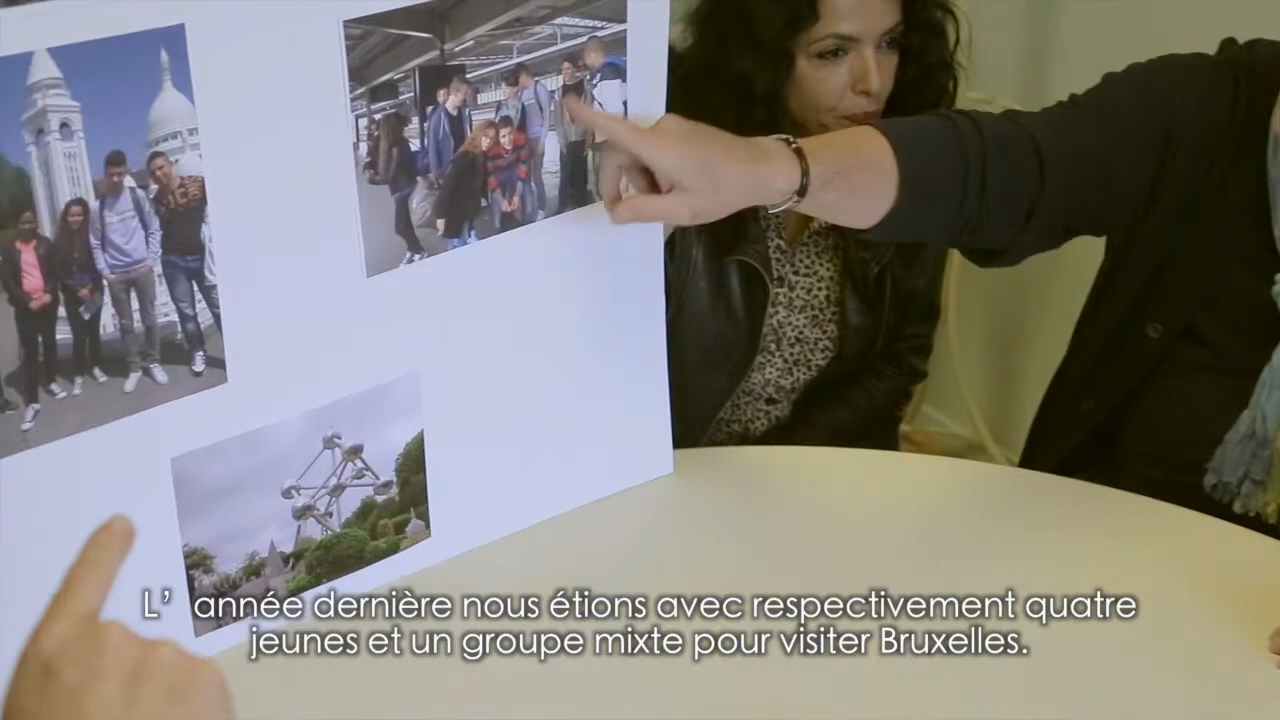 L’ année dernière nous étions avec respectivement quatre
jeunes et un groupe mixte pour visiter Bruxelles.